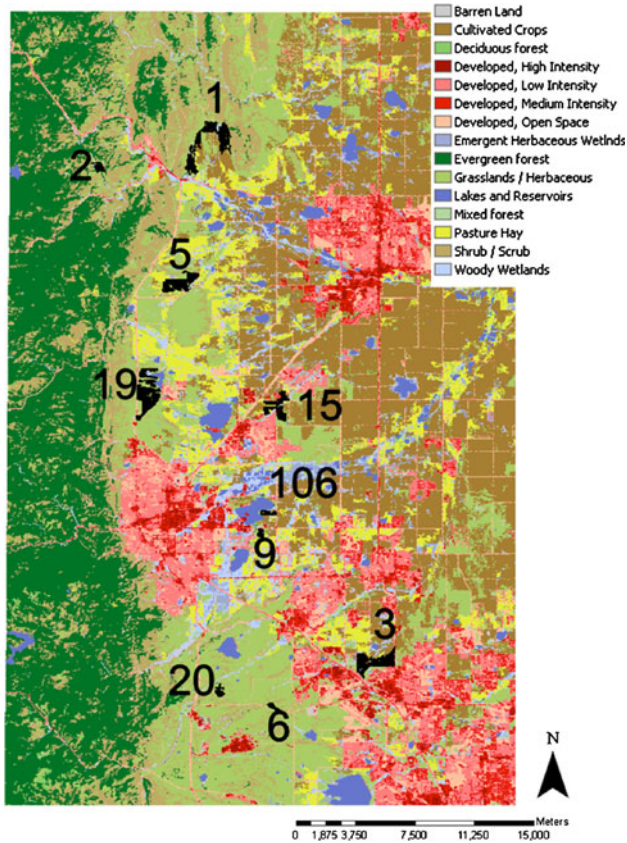 Barren Land
Cultivated Crops
Deciduous forest
Developed, High Intensity
Developed, Low Intensity
Developed, Medium Intensity
Developed, Open Space
Emergent Herbaceous Wetlnds
Evergreen forest
Grasslands / Herbaceous
Lakes and Reservoirs
Mixed forest
Pasture Hay
Shrub / Scrub
Woody Wetlands
1
2
5
195
15
106
9
3
20
6
N
Meters
0 1,875 3,750 7,500 11,250 15,000